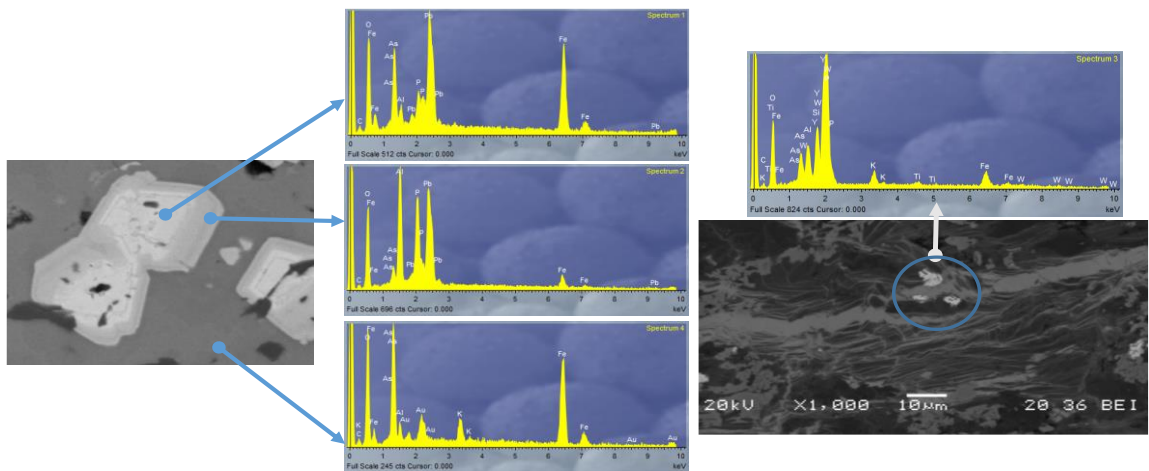 Spectrum 1
Pb
O
Fe
As
As
As
P
Al
P
Pb
Fe
Pb
C
Fe
Fe
Pb
0 1 2 3 4 5 6 7 8 9 10
Full Scale 512 cts Cursor: 0.000 keV
Spectrum 2
Al
O
Fe
P
Pb
P
As
As
Pb
Pb
C
Fe
Fe
Fe
Pb
0 1 2 3 4 5 6 7 8 9 10
Full Scale 696 cts Cursor: 0.000 keV
Spectrum 4
Fe
O
As
As
As
Fe
Al
Au
Au
K
K
C
Fe
Au
K
Fe
Au
Au
0 1 2 3 4 5 6 7 8 9 10
Full Scale 245 cts Cursor: 0.000 keV
Spectrum 3
Y
W
O
Ti
Fe
Y
W
Si
Y
P
As
Al
As
W
C
K
Ti
Fe
K
K
Ti
Ti
Fe
Fe
W
W
W
W
W
0 1 2 3 4 5 6 7 8 9 10
Full Scale 824 cts Cursor: 0.000 keV
20kV X1,000 10µm 20 36 BEI